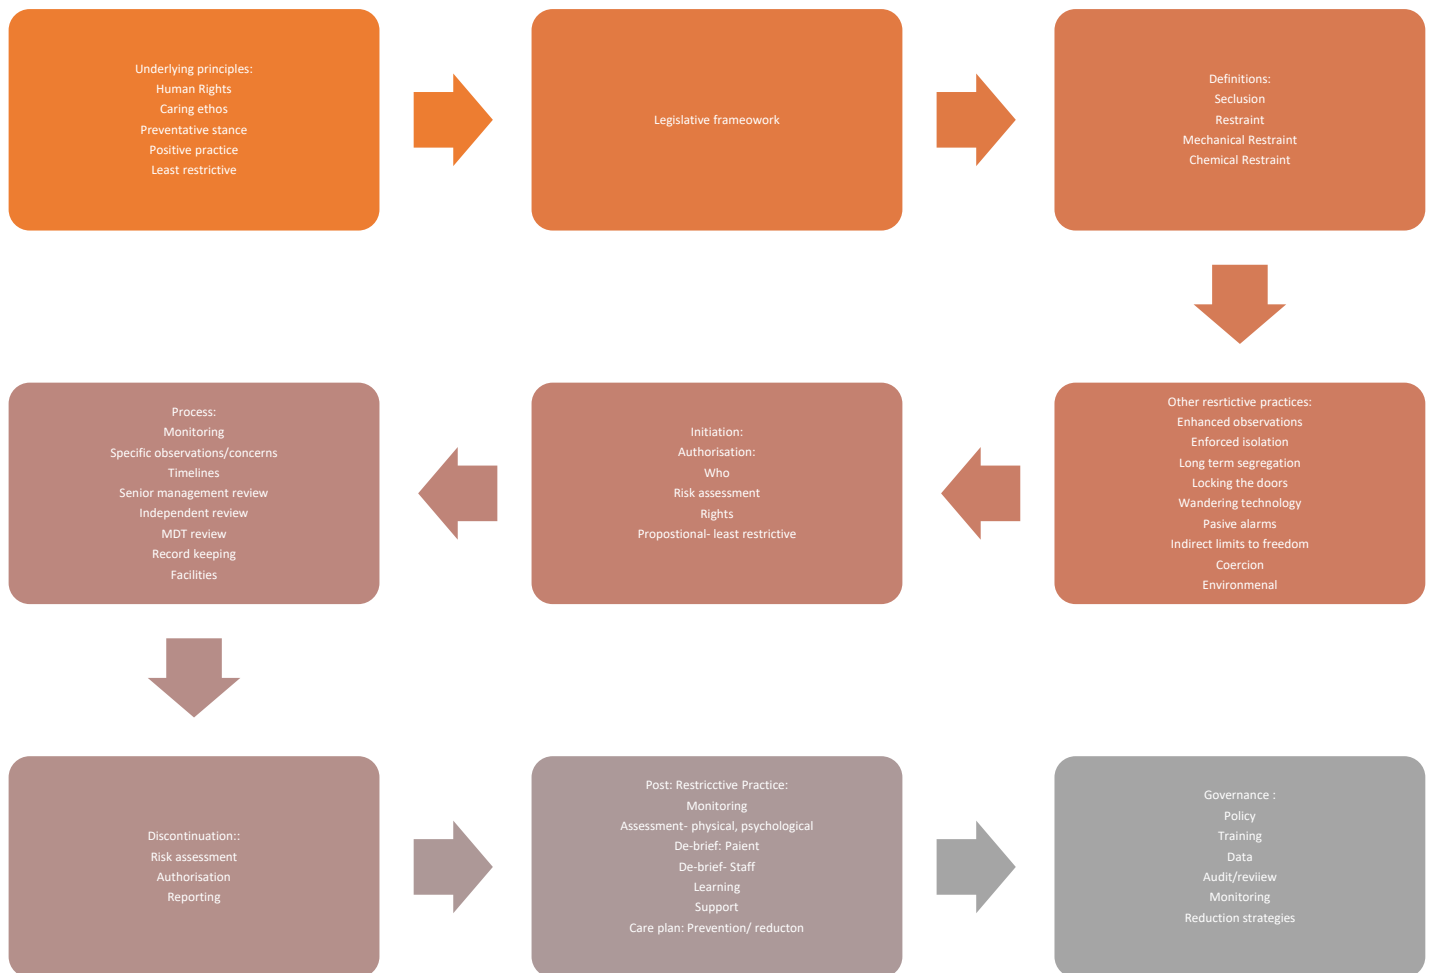 Underlying principles:
Human Rights
Caring ethos
Preventative stance
Positive practice
Least restrictive
Legislative frameowork
Definitions:
Seclusion
Restraint
Mechanical Restraint
Chemical Restraint
Other resrtictive practices:
Enhanced observations
Enforced isolation
Long term segregation
Locking the doors
Wandering technology
Pasive alarms
Indirect limits to freedom
Coercion
Environmenal
Initiation:
Authorisation:
Who
Risk assessment
Rights
Propostional- least restrictive
Process:
Monitoring
Specific observations/concerns
Timelines
Senior management review
Independent review
MDT review
Record keeping
Facilities
Discontinuation::
Risk assessment
Authorisation
Reporting
Post: Restricctive Practice:
Monitoring
Assessment- physical, psychological
De-brief: Paient
De-brief- Staff
Learning
Support
Care plan: Prevention/ reducton
Governance :
Policy
Training
Data
Audit/reviiew
Monitoring
Reduction strategies